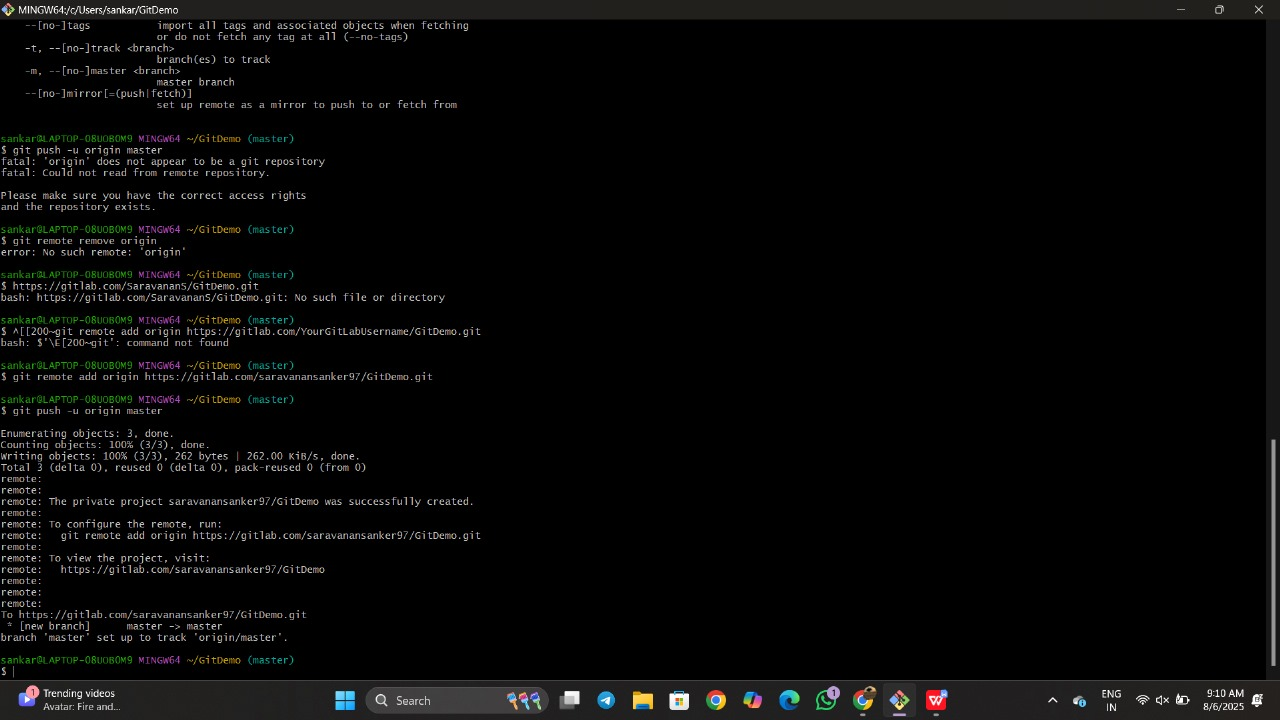 MINGW64:/c/Users/sankar/GitDemo
--[no-]tags           import all tags and associated objects when fetching
or do not fetch any tag at all (--no-tags)
-t, --[no-]track <branch>
branch(es) to track
-m, --[no-]master <branch>
master branch
--[no-]mirror[=(push|fetch)]
set up remote as a mirror to push to or fetch from
sankar@LAPTOP-08UOB0M9 MINGW64 ~/GitDemo (master)
$ git push -u origin master
fatal: 'origin' does not appear to be a git repository
fatal: Could not read from remote repository.
Please make sure you have the correct access rights
and the repository exists.
sankar@LAPTOP-08UOB0M9 MINGW64 ~/GitDemo (master)
$ git remote remove origin
error: No such remote: 'origin'
sankar@LAPTOP-08UOB0M9 MINGW64 ~/GitDemo (master)
$ https://gitlab.com/SaravananS/GitDemo.git
bash: https://gitlab.com/SaravananS/GitDemo.git: No such file or directory
sankar@LAPTOP-08UOB0M9 MINGW64 ~/GitDemo (master)
$ ^[[200~git remote add origin https://gitlab.com/YourGitLabUsername/GitDemo.git
bash: $'\E[200~git': command not found
sankar@LAPTOP-08UOB0M9 MINGW64 ~/GitDemo (master)
$ git remote add origin https://gitlab.com/saravanansanker97/GitDemo.git
sankar@LAPTOP-08UOB0M9 MINGW64 ~/GitDemo (master)
$ git push -u origin master
Enumerating objects: 3, done.
Counting objects: 100% (3/3), done.
Writing objects: 100% (3/3), 262 bytes | 262.00 KiB/s, done.
Total 3 (delta 0), reused 0 (delta 0), pack-reused 0 (from 0)
remote:
remote:
remote: The private project saravanansanker97/GitDemo was successfully created.
remote:
remote: To configure the remote, run:
remote:   git remote add origin https://gitlab.com/saravanansanker97/GitDemo.git
remote:
remote: To view the project, visit:
remote:   https://gitlab.com/saravanansanker97/GitDemo
remote:
remote:
remote:
To https://gitlab.com/saravanansanker97/GitDemo.git
* [new branch]      master -> master
branch 'master' set up to track 'origin/master'.
sankar@LAPTOP-08UOB0M9 MINGW64 ~/GitDemo (master)
$
1
Trending videos
Avatar: Fire and...
Search
1
ENG
IN
9:10 AM
8/6/2025